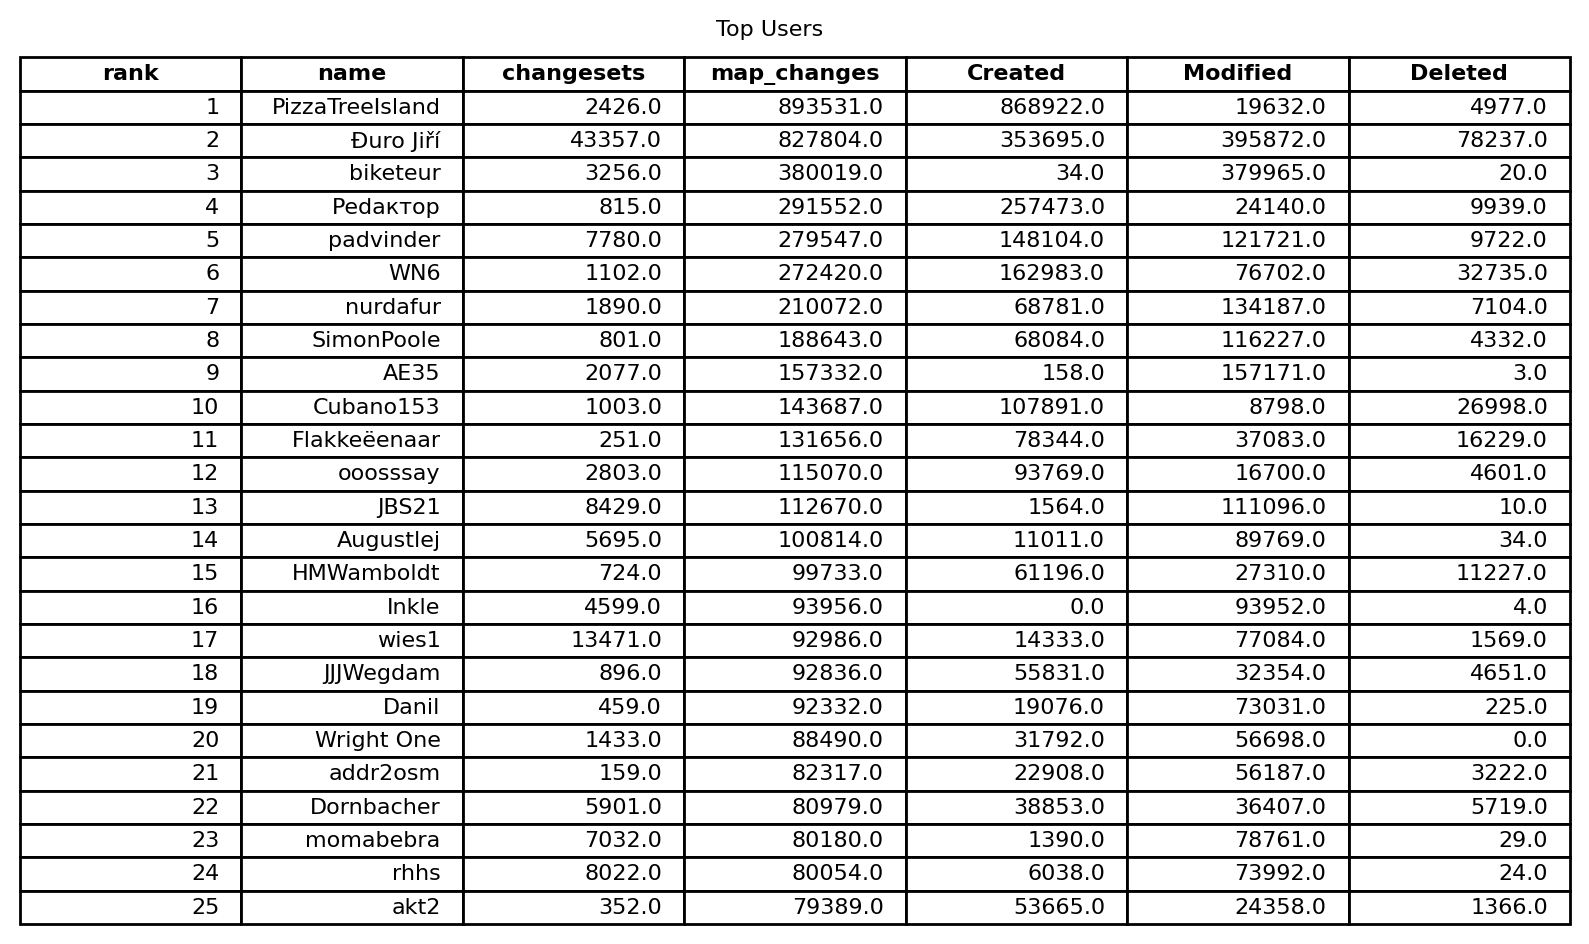 Top Users
rank name changesets map_changes Created Modified Deleted
1 PizzaTreeIsland 2426.0 893531.0 868922.0 19632.0 4977.0
2 Đuro Jiří 43357.0 827804.0 353695.0 395872.0 78237.0
3 biketeur 3256.0 380019.0 34.0 379965.0 20.0
4 Редактор 815.0 291552.0 257473.0 24140.0 9939.0
5 padvinder 7780.0 279547.0 148104.0 121721.0 9722.0
6 WN6 1102.0 272420.0 162983.0 76702.0 32735.0
7 nurdafur 1890.0 210072.0 68781.0 134187.0 7104.0
8 SimonPoole 801.0 188643.0 68084.0 116227.0 4332.0
9 AE35 2077.0 157332.0 158.0 157171.0 3.0
10 Cubano153 1003.0 143687.0 107891.0 8798.0 26998.0
11 Flakkeëenaar 251.0 131656.0 78344.0 37083.0 16229.0
12 ooosssay 2803.0 115070.0 93769.0 16700.0 4601.0
13 JBS21 8429.0 112670.0 1564.0 111096.0 10.0
14 Augustlej 5695.0 100814.0 11011.0 89769.0 34.0
15 HMWamboldt 724.0 99733.0 61196.0 27310.0 11227.0
16 Inkle 4599.0 93956.0 0.0 93952.0 4.0
17 wies1 13471.0 92986.0 14333.0 77084.0 1569.0
18 JJJWegdam 896.0 92836.0 55831.0 32354.0 4651.0
19 Danil 459.0 92332.0 19076.0 73031.0 225.0
20 Wright One 1433.0 88490.0 31792.0 56698.0 0.0
21 addr2osm 159.0 82317.0 22908.0 56187.0 3222.0
22 Dornbacher 5901.0 80979.0 38853.0 36407.0 5719.0
23 momabebra 7032.0 80180.0 1390.0 78761.0 29.0
24 rhhs 8022.0 80054.0 6038.0 73992.0 24.0
25 akt2 352.0 79389.0 53665.0 24358.0 1366.0